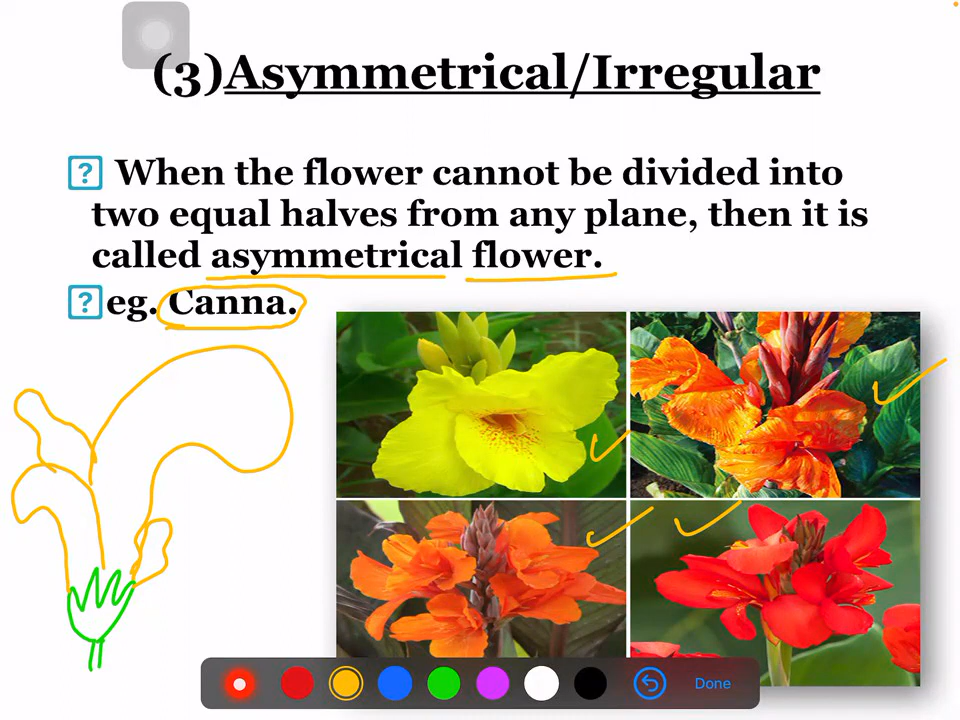 (3)Asymmetrical/Irregular
? When the flower cannot be divided into
two equal halves from any plane, then it is
called asymmetrical flower.
? eg. Canna.
Done